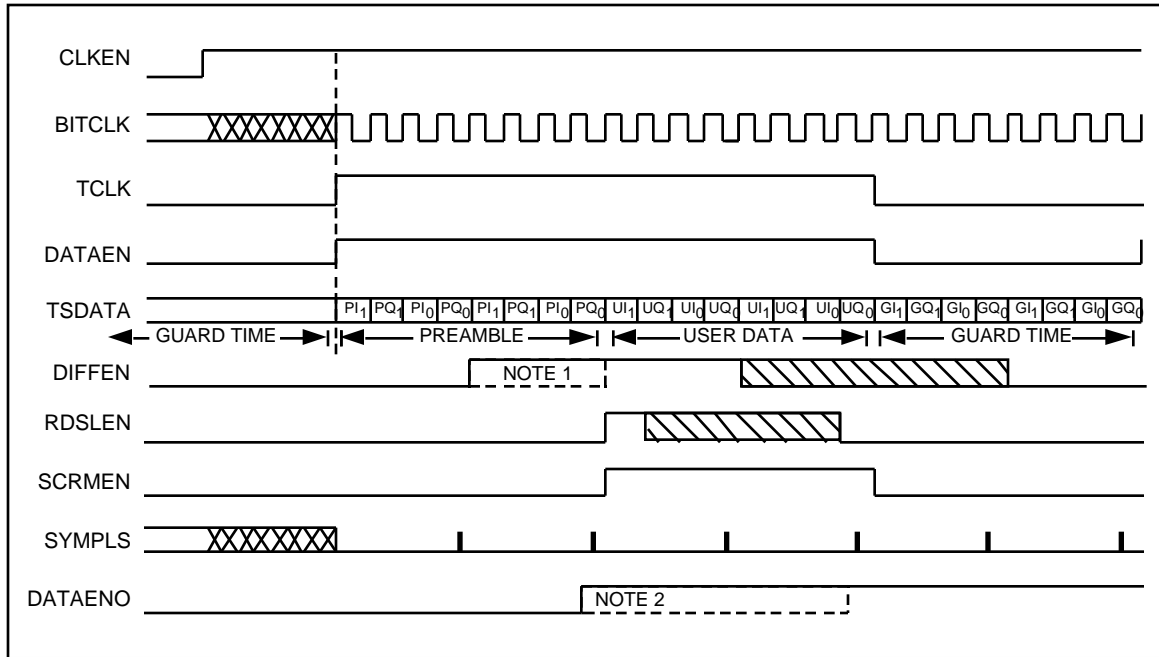 CLKEN
BITCLK
TCLK
DATAEN
TSDATA PI1 PQ1 PI0 PQ0 PI1 PQ1 PI0 PQ0 UI1 UQ1 UI0 UQ0 UI1 UQ1 UI0 UQ0 GI1 GQ1 GI0 GQ0 GI1 GQ1 GI0 GQ0
GUARD TIME PREAMBLE USER DATA GUARD TIME
DIFFEN NOTE 1
RDSLEN
SCRMEN
SYMPLS
DATAENO NOTE 2